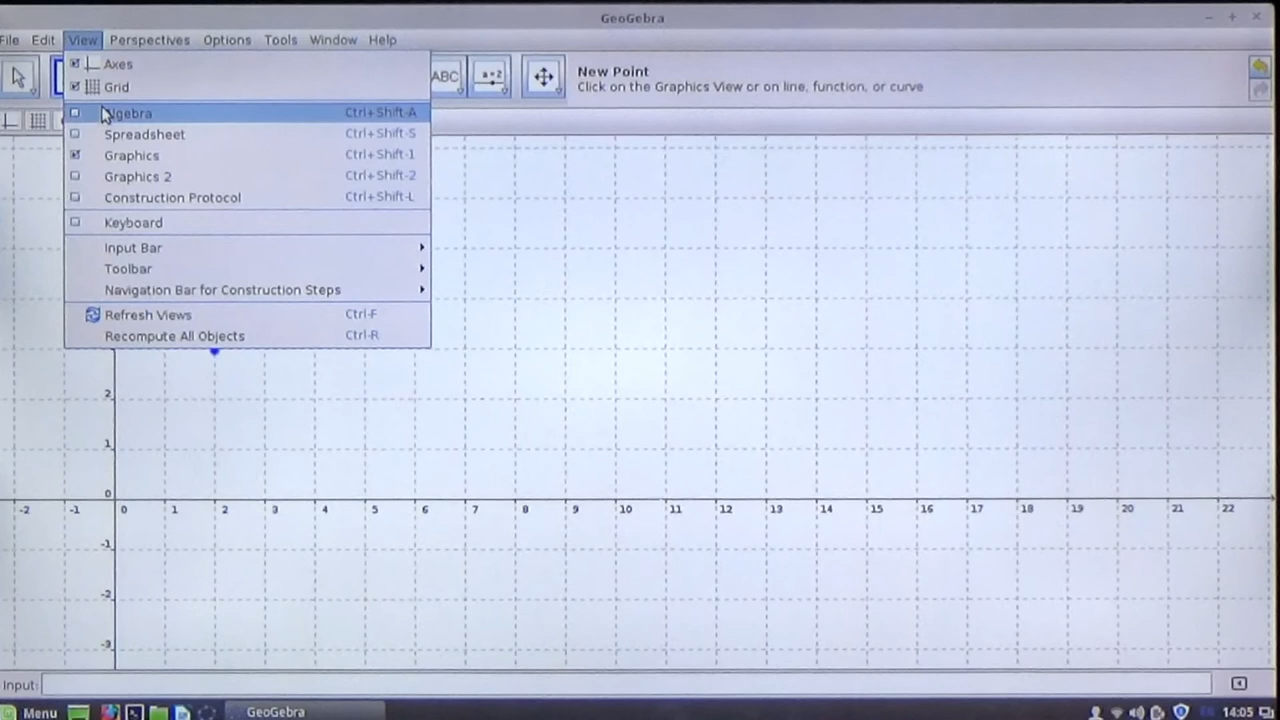 GeoGebra
File Edit View Perspectives Options Tools Window Help
Axes
Grid
Algebra Ctrl+Shift-A
Spreadsheet Ctrl+Shift-S
Graphics Ctrl+Shift-1
Graphics 2 Ctrl+Shift-2
Construction Protocol Ctrl+Shift-L
Keyboard
Input Bar
Toolbar
Navigation Bar for Construction Steps
Refresh Views Ctrl-F
Recompute All Objects Ctrl-R
ABC
a=2
New Point
Click on the Graphics View or on line, function, or curve
2
1
0
-2 -1 0 1 2 3 4 5 6 7 8 9 10 11 12 13 14 15 16 17 18 19 20 21 22
-1
-2
-3
Input:
Menu GeoGebra 14:05